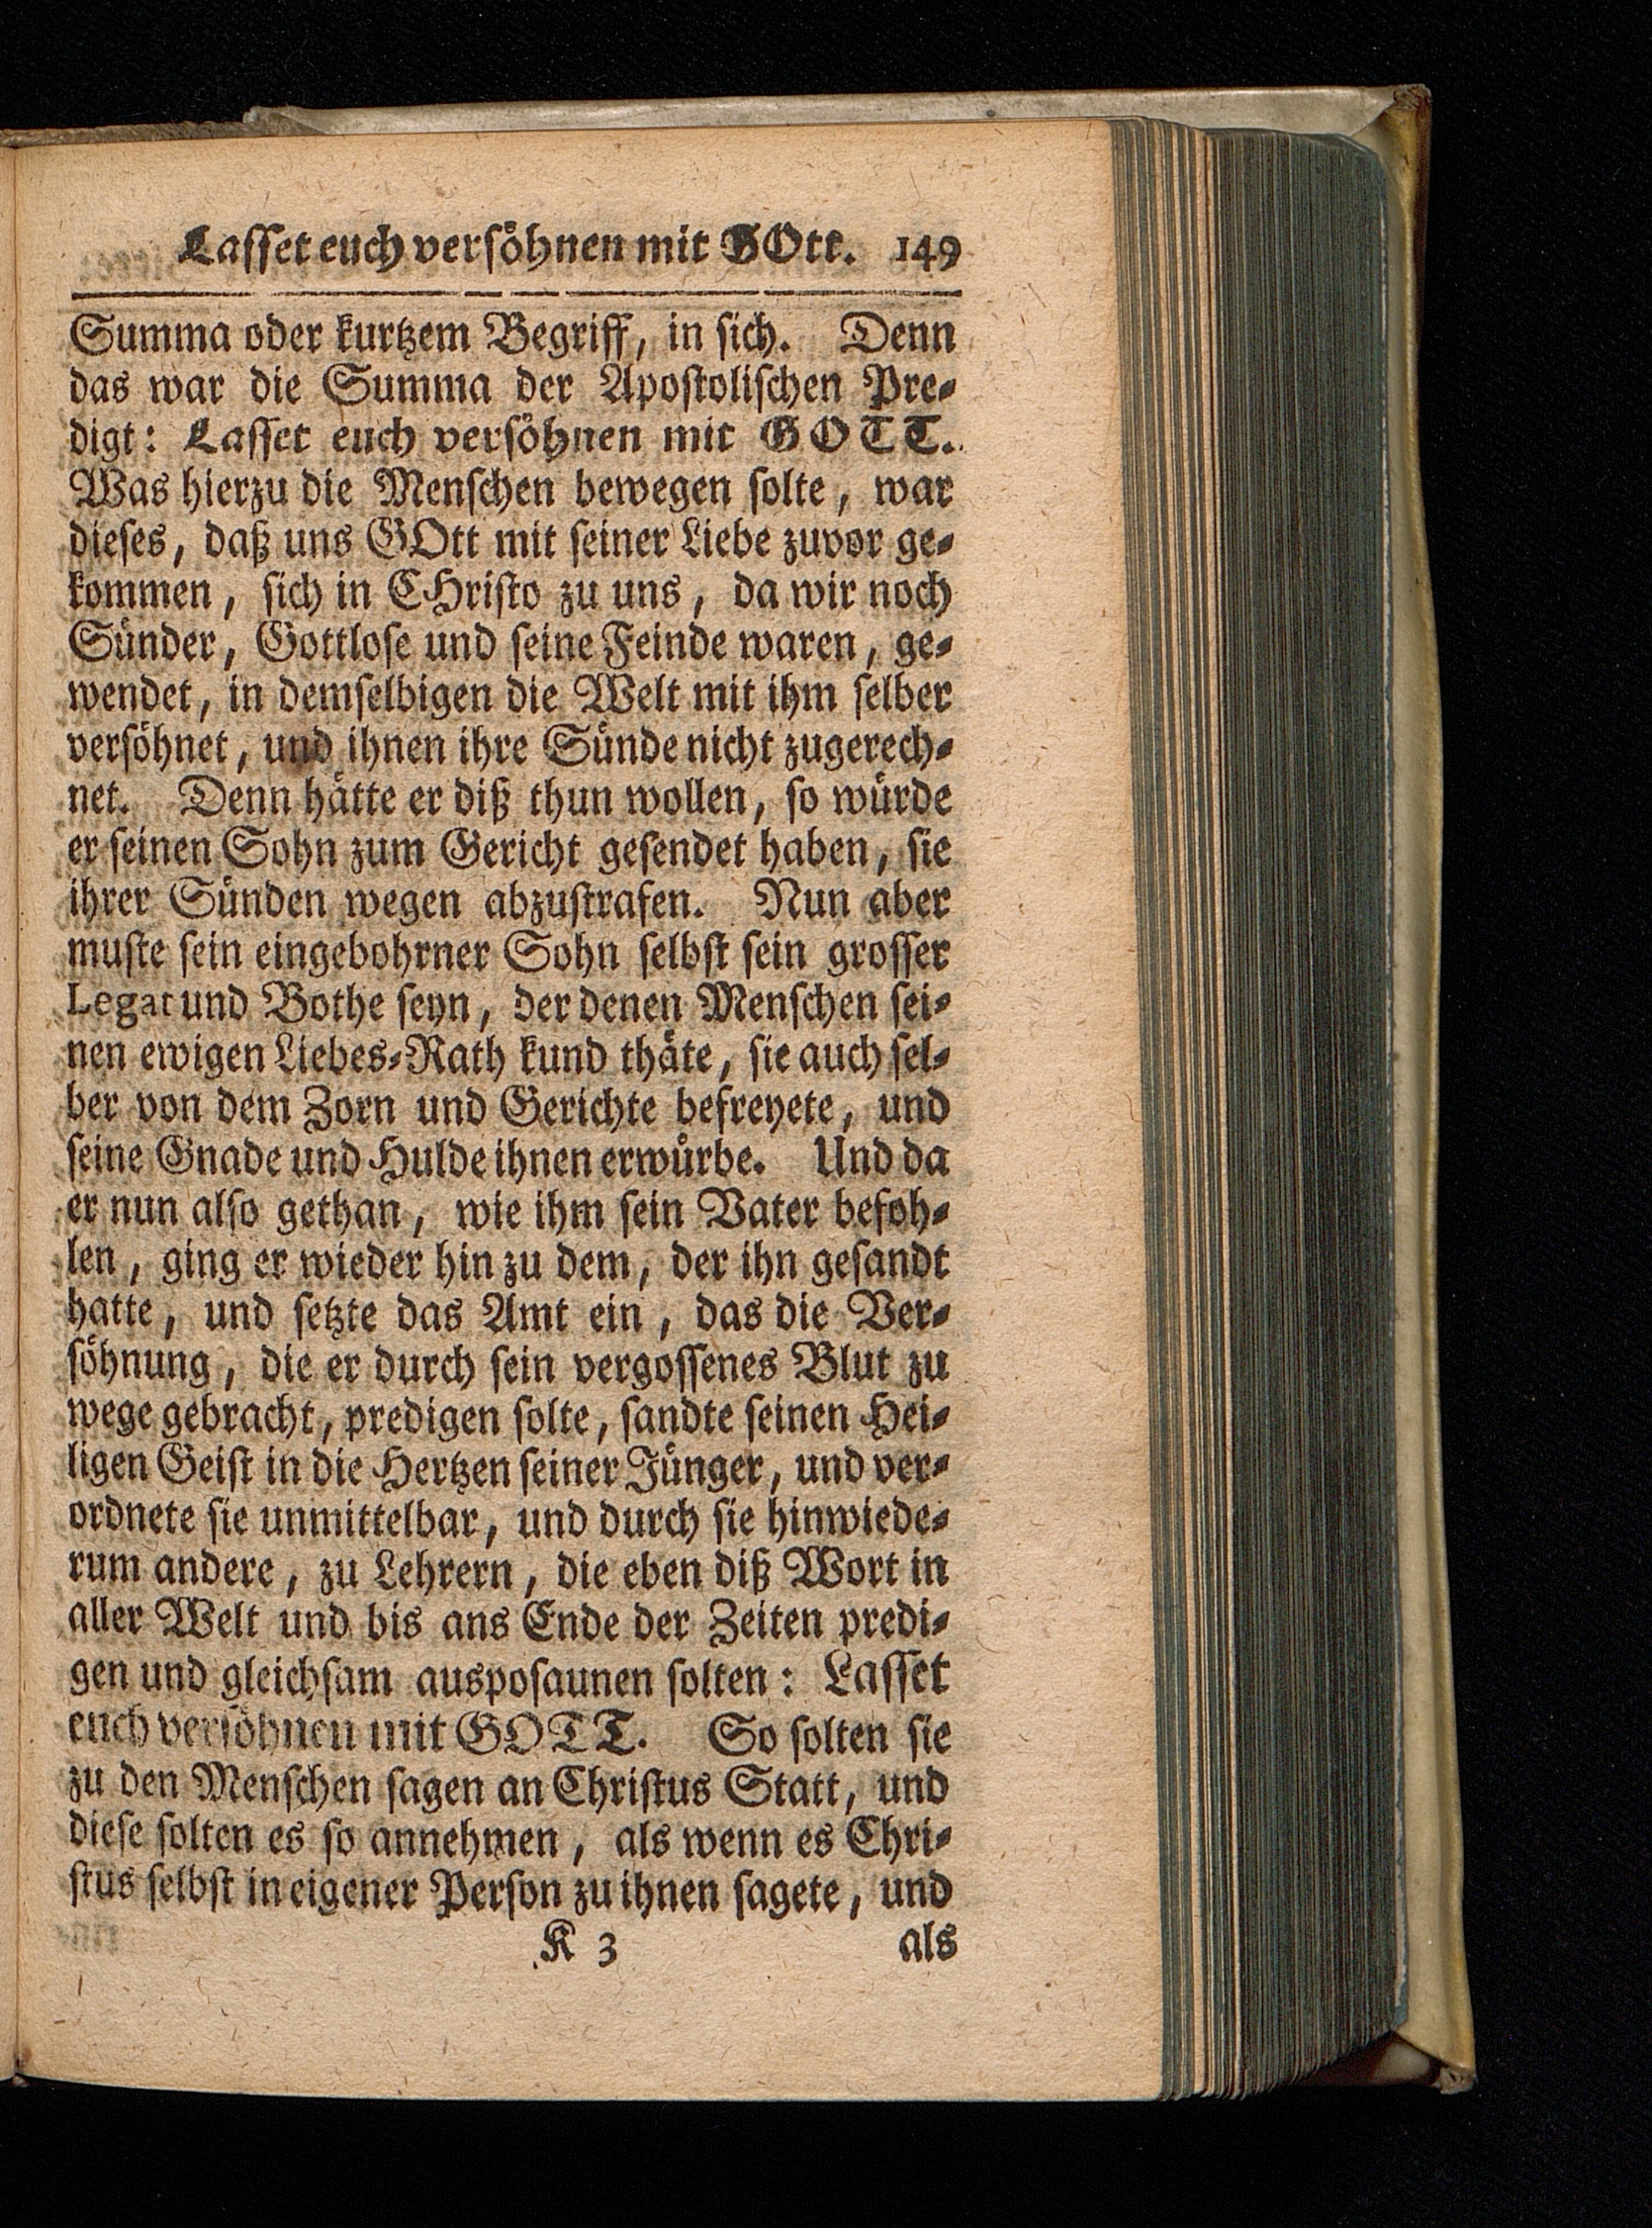 Lasset euch versöhnen mit GOtt. 149
Summa oder kurtzem Begriff, in sich. Denn
das war die Summa der Apostolischen Pre-
digt: Lasset euch versöhnen mit GOTT.
Was hierzu die Menschen bewegen solte, war
dieses, daß uns GOtt mit seiner Liebe zuvor ge-
kommen, sich in CHristo zu uns, da wir noch
Sünder, Gottlose und seine Feinde waren, ge-
wendet, in demselbigen die Welt mit ihm selber
versöhnet, und ihnen ihre Sünde nicht zugerech-
net. Denn hätte er diß thun wollen, so würde
er seinen Sohn zum Gericht gesendet haben, sie
ihrer Sünden wegen abzustrafen. Nun aber
muste sein eingebohrner Sohn selbst sein grosser
Legat und Bothe seyn, der denen Menschen sei-
nen ewigen Liebes-Rath kund thäte, sie auch sel-
ber von dem Zorn und Gerichte befreyete, und
seine Gnade und Hulde ihnen erwürbe. Und da
er nun also gethan, wie ihm sein Vater befoh-
len, ging er wieder hin zu dem, der ihn gesandt
hatte, und setzte das Amt ein, das die Ver-
söhnung, die er durch sein vergossenes Blut zu
wege gebracht, predigen solte, sandte seinen Hei-
ligen Geist in die Hertzen seiner Jünger, und ver-
ordnete sie unmittelbar, und durch sie hinwiede-
rum andere, zu Lehrern, die eben diß Wort in
aller Welt und bis ans Ende der Zeiten predi-
gen und gleichsam ausposaunen solten: Lasset
euch versöhnen mit GOTT. So solten sie
zu den Menschen sagen an Christus Statt, und
diese solten es so annehmen, als wenn es Chri-
stus selbst in eigener Person zu ihnen sagete, und
K 3 als